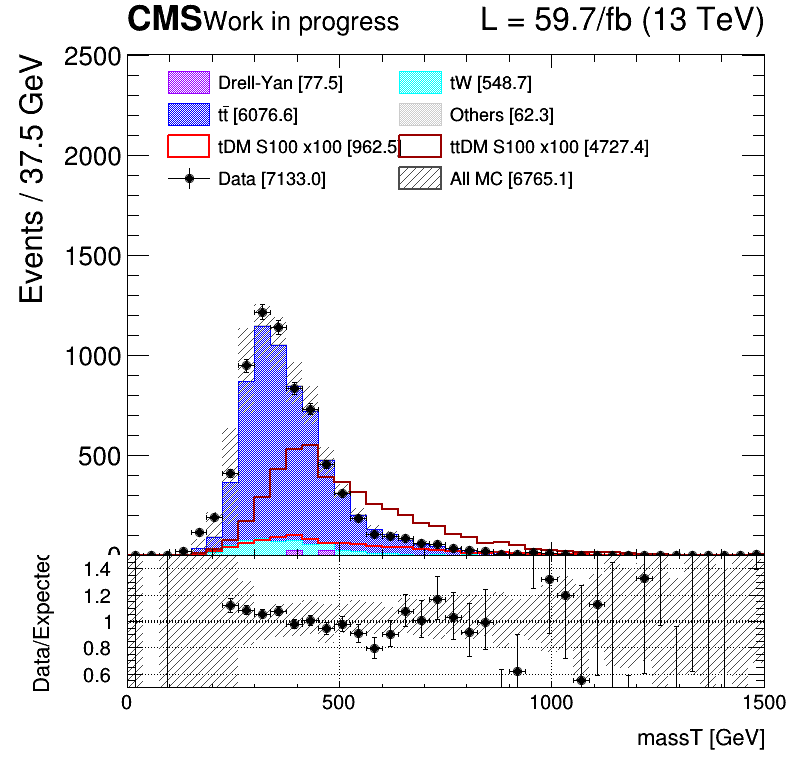 CMS Work in progress L = 59.7/fb (13 TeV)
Events / 37.5 GeV
2500
2000
1500
1000
500
0
Drell-Yan [77.5] tW [548.7]
tt̄ [6076.6] Others [62.3]
tDM S100 x100 [962.5] ttDM S100 x100 [4727.4]
Data [7133.0] All MC [6765.1]
Data/Expected
1.4
1.2
1
0.8
0.6
0 500 1000 1500
massT [GeV]